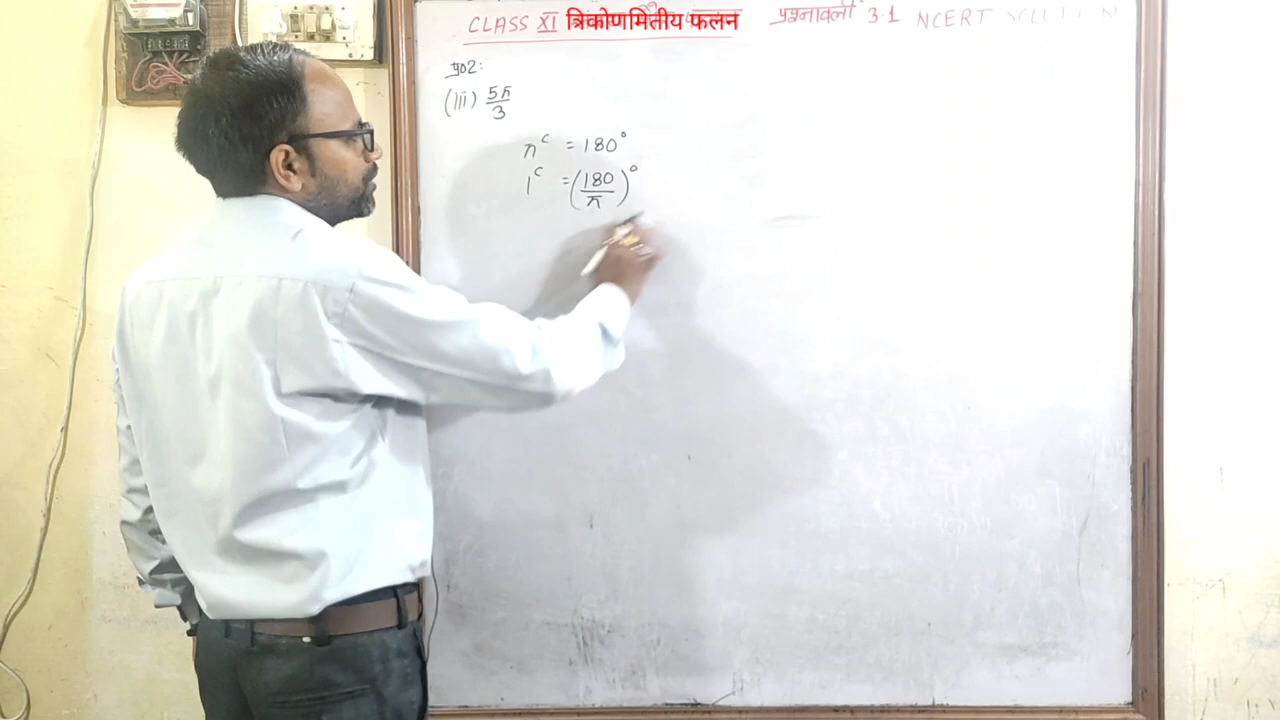 CLASS XI त्रिकोणमितीय फलन प्रश्नावली 3.1 NCERT SOLUTION
प्र02:
(iii) 5π/3
π^c = 180°
1^c = (180/π)°